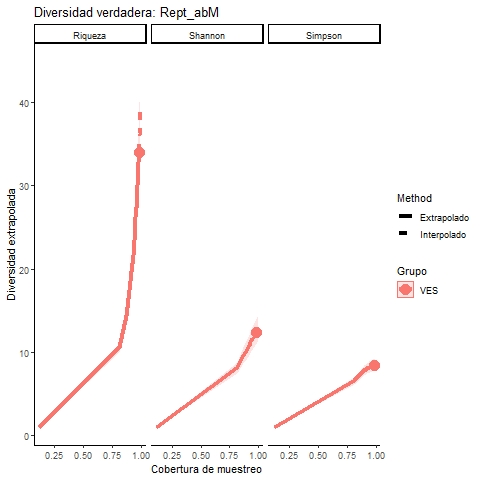 Diversidad verdadera: Rept_abM
Riqueza Shannon Simpson
40
30
20
10
0
0.25 0.50 0.75 1.00 0.25 0.50 0.75 1.00 0.25 0.50 0.75 1.00
Cobertura de muestreo
Diversidad extrapolada
Method
Extrapolado
Interpolado
Grupo
VES